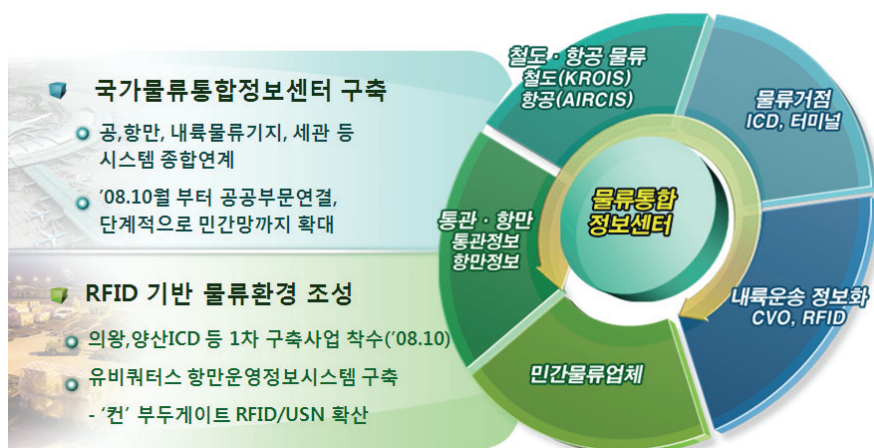 국가물류통합정보센터 구축
공,항만, 내륙물류기지, 세관 등
시스템 종합연계
'08.10월 부터 공공부문연결,
단계적으로 민간망까지 확대
RFID 기반 물류환경 조성
의왕,양산ICD 등 1차 구축사업 착수('08.10)
유비쿼터스 항만운영정보시스템 구축
- '컨' 부두게이트 RFID/USN 확산
철도·항공 물류
철도(KROIS)
항공(AIRCIS)
물류거점
ICD, 터미널
물류통합
정보센터
통관·항만
통관정보
항만정보
내륙운송 정보화
CVO, RFID
민간물류업체